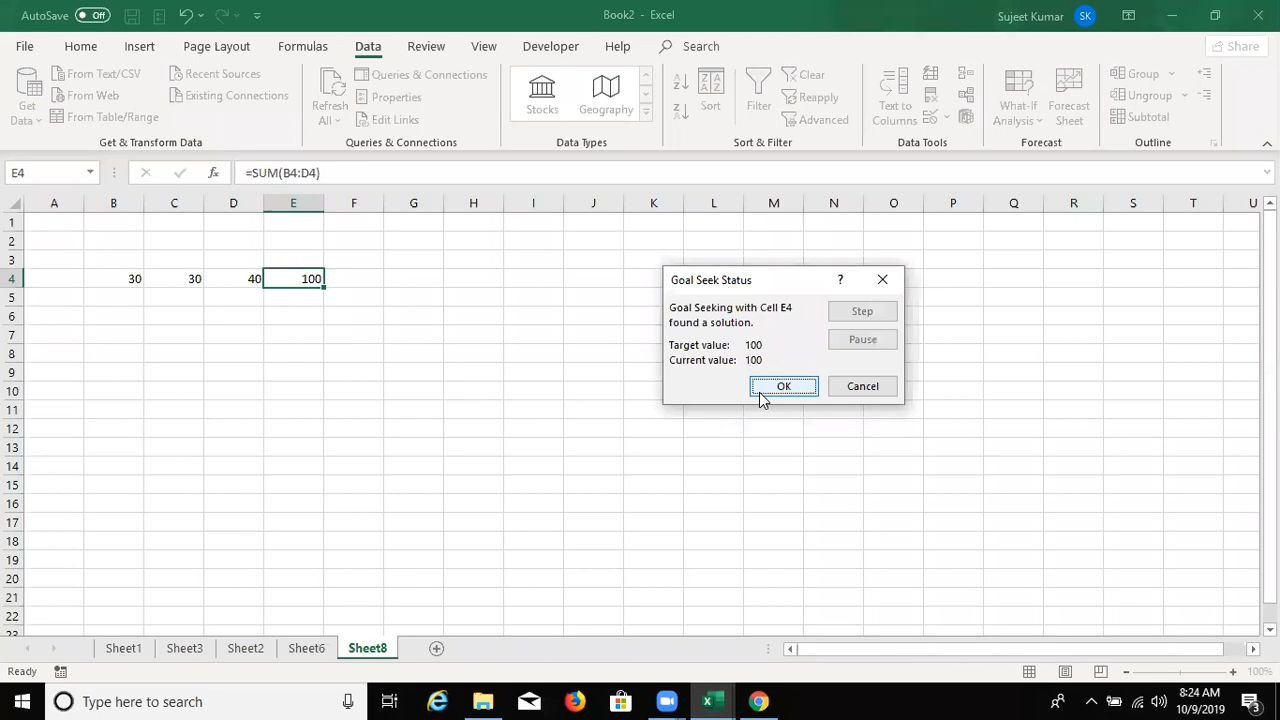 AutoSave Off Book2 - Excel Sujeet Kumar SK
File Home Insert Page Layout Formulas Data Review View Developer Help Search Share
Get Data
From Text/CSV
From Web
From Table/Range
Recent Sources
Existing Connections
Get & Transform Data
Refresh All
Queries & Connections
Properties
Edit Links
Queries & Connections
Stocks Geography
Data Types
Sort
Filter
Clear
Reapply
Advanced
Sort & Filter
Text to Columns
Data Tools
What-If Analysis
Forecast Sheet
Forecast
Group
Ungroup
Subtotal
Outline
E4 fx =SUM(B4:D4)
A B C D E F G H I J K L M N O P Q R S T U
1
2
3
4 30 30 40 100
5
6
7
8
9
10
11
12
13
14
15
16
17
18
19
20
21
22
23
Goal Seek Status ?
Goal Seeking with Cell E4
found a solution.
Target value: 100
Current value: 100
Step
Pause
OK Cancel
Sheet1 Sheet3 Sheet2 Sheet6 Sheet8
Ready 100%
Type here to search
8:24 AM
10/9/2019
3